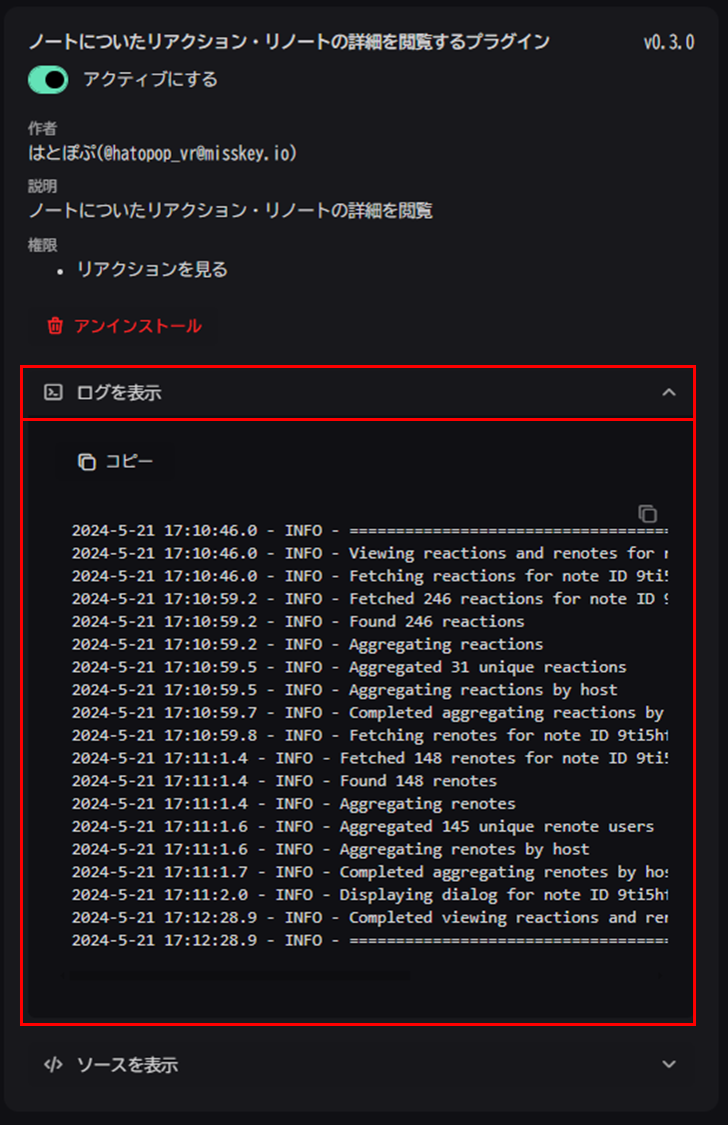 ノートについたリアクション・リノートの詳細を閲覧するプラグイン v0.3.0
アクティブにする
作者
はとぽぷ(@hatopop_vr@misskey.io)
説明
ノートについたリアクション・リノートの詳細を閲覧
権限
• リアクションを見る
アンインストール
ログを表示
コピー
2024-5-21 17:10:46.0 - INFO - ===================================
2024-5-21 17:10:46.0 - INFO - Viewing reactions and renotes for
2024-5-21 17:10:46.0 - INFO - Fetching reactions for note ID 9ti5
2024-5-21 17:10:59.2 - INFO - Fetched 246 reactions for note ID 9
2024-5-21 17:10:59.2 - INFO - Found 246 reactions
2024-5-21 17:10:59.2 - INFO - Aggregating reactions
2024-5-21 17:10:59.5 - INFO - Aggregated 31 unique reactions
2024-5-21 17:10:59.5 - INFO - Aggregating reactions by host
2024-5-21 17:10:59.7 - INFO - Completed aggregating reactions by
2024-5-21 17:10:59.8 - INFO - Fetching renotes for note ID 9ti5h
2024-5-21 17:11:1.4 - INFO - Fetched 148 renotes for note ID 9ti5
2024-5-21 17:11:1.4 - INFO - Found 148 renotes
2024-5-21 17:11:1.4 - INFO - Aggregating renotes
2024-5-21 17:11:1.6 - INFO - Aggregated 145 unique renote users
2024-5-21 17:11:1.6 - INFO - Aggregating renotes by host
2024-5-21 17:11:1.7 - INFO - Completed aggregating renotes by hos
2024-5-21 17:11:2.0 - INFO - Displaying dialog for note ID 9ti5h
2024-5-21 17:12:28.9 - INFO - Completed viewing reactions and ren
2024-5-21 17:12:28.9 - INFO - ===================================
ソースを表示